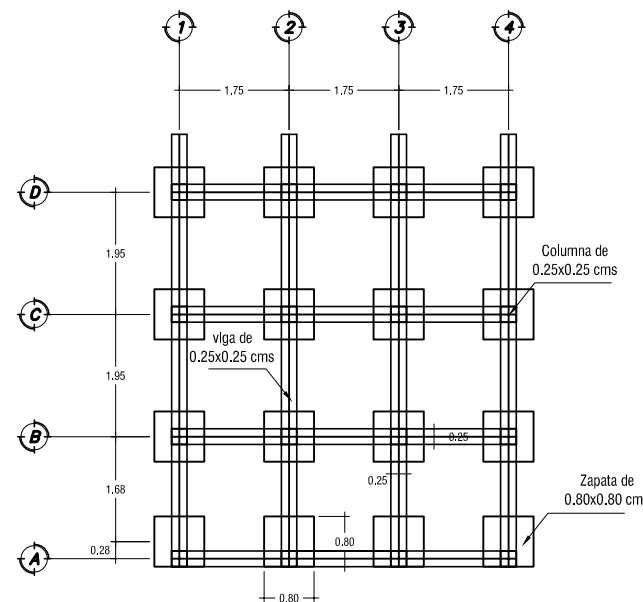 1
2
3
4
1.75
1.75
1.75
D
1.95
Columna de
0.25x0.25 cms
C
viga de
0.25x0.25 cms
1.95
B
0.25
0.25
1.68
Zapata de
0.80x0.80 cm
0.80
0.28
A
0.80